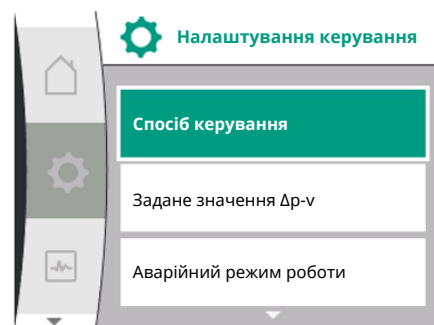 Налаштування керування
Спосіб керування
Задане значення Δp-v
Аварійний режим роботи